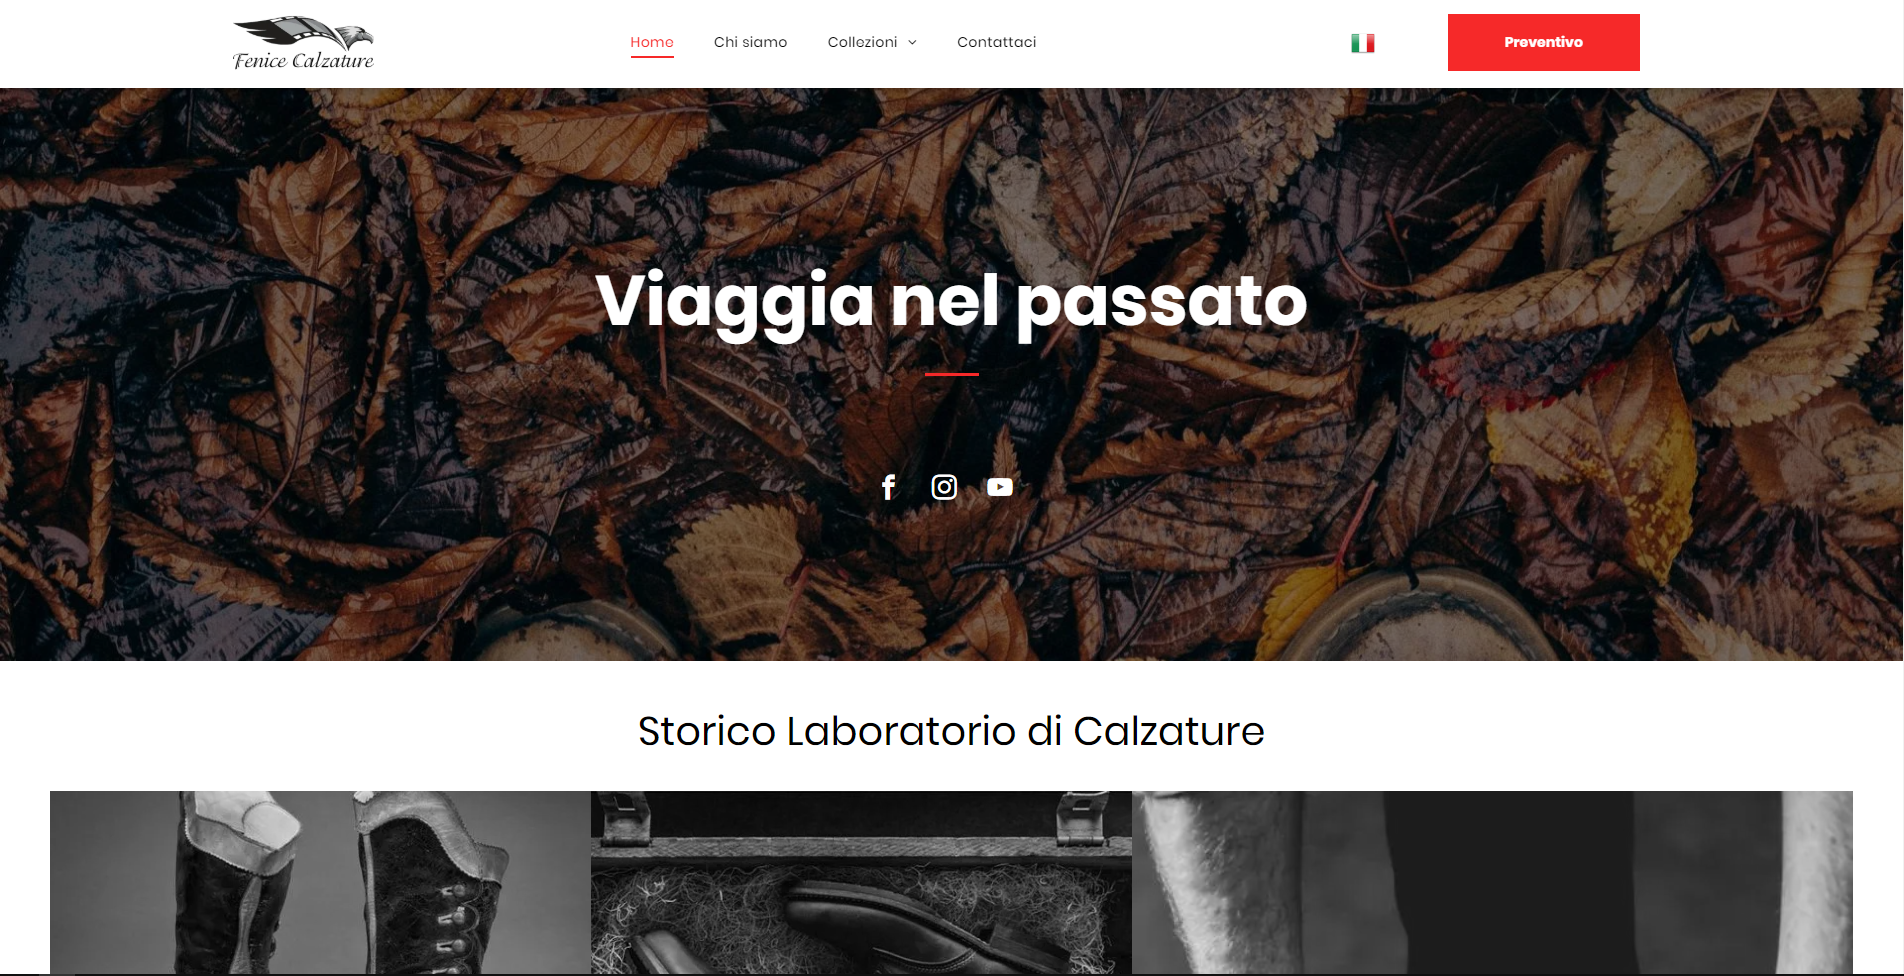 Fenice Calzature
Home Chi siamo Collezioni Contattaci
Preventivo
Viaggia nel passato
Storico Laboratorio di Calzature